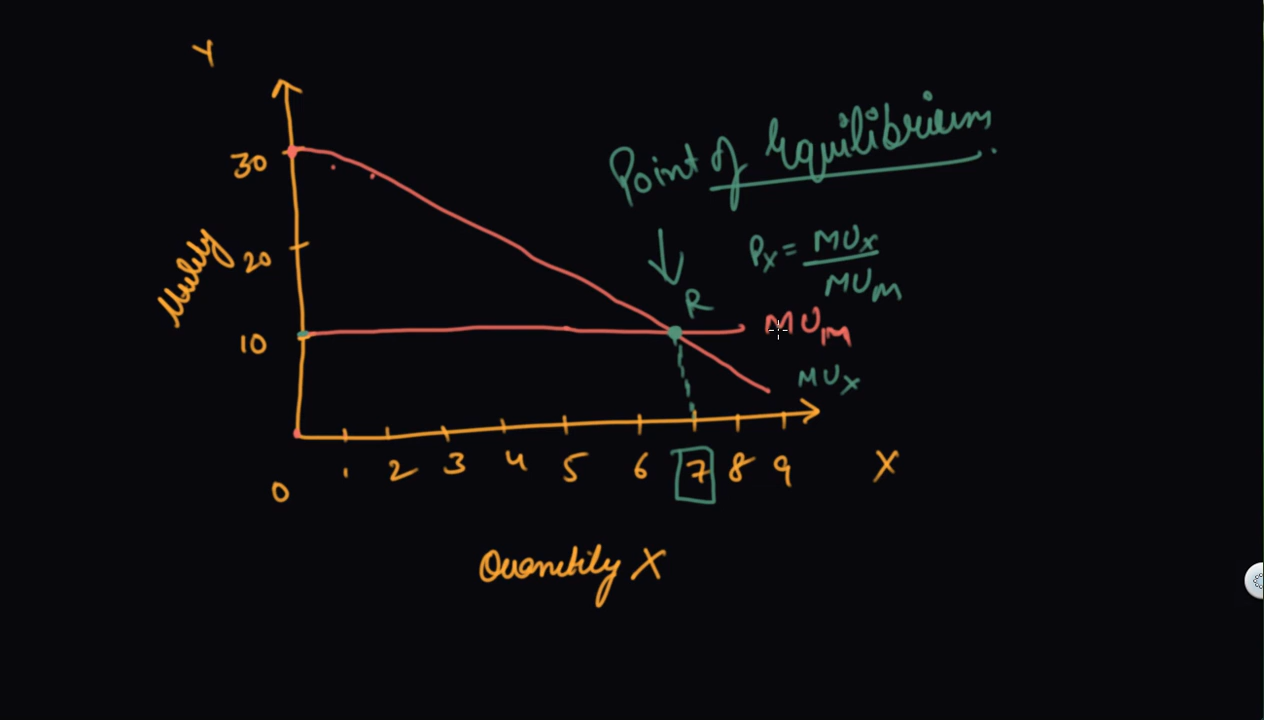 Y
Point of Equilibrium.
30
Utility
20
Px = MUx / MUM
R
10
MUM
MUx
0 1 2 3 4 5 6 7 8 9 X
Quantity X